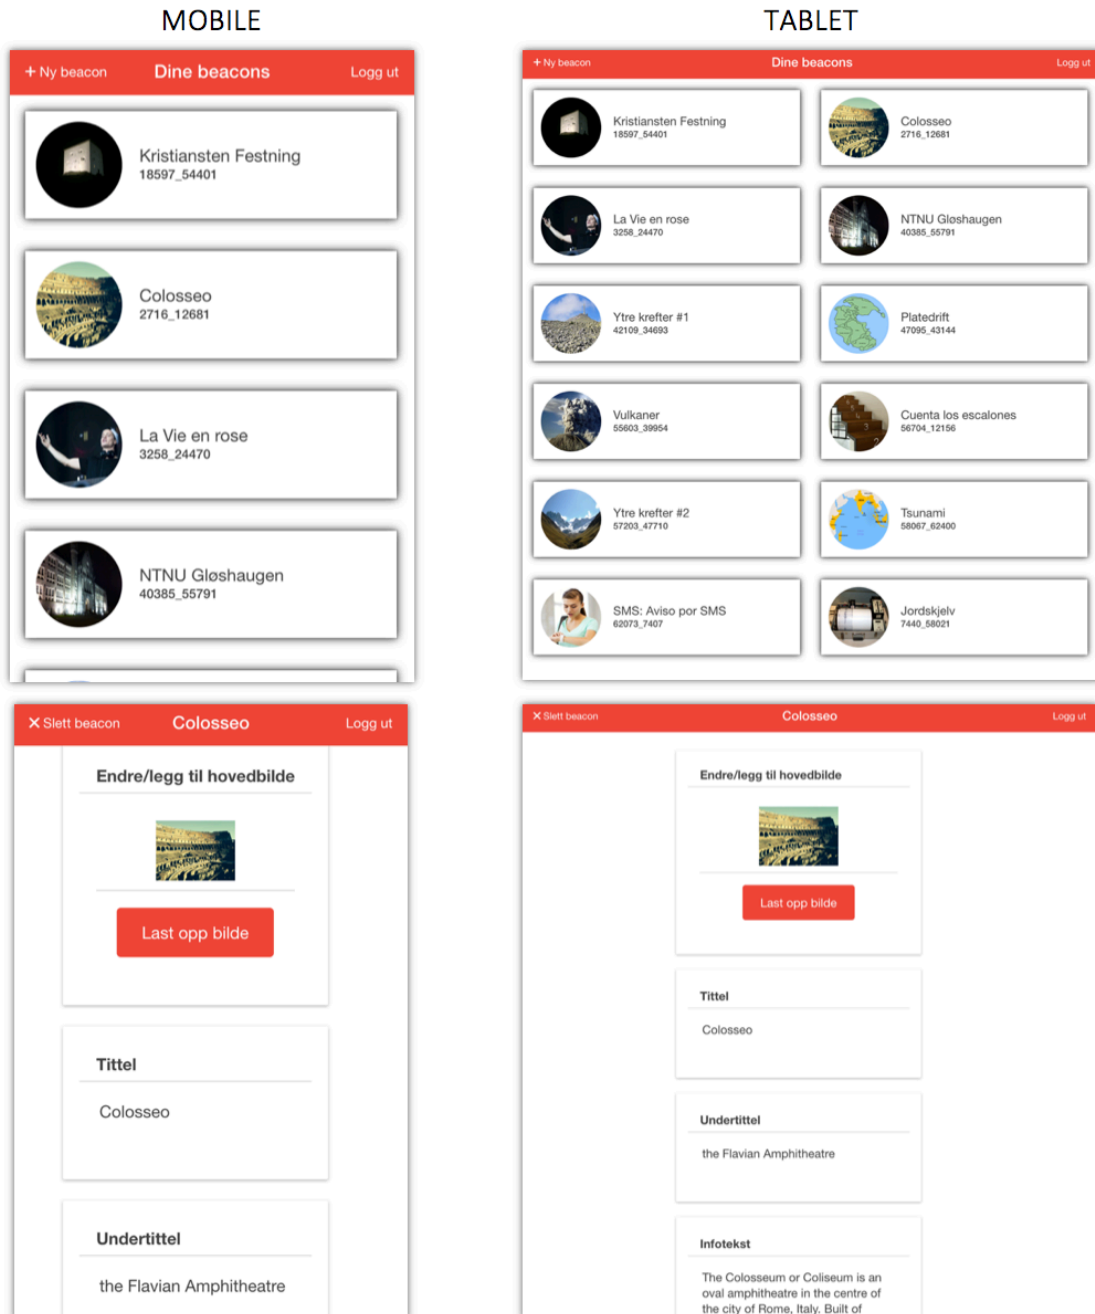 MOBILE
+ Ny beacon Dine beacons Logg ut
Kristiansten Festning
18597_54401
Colosseo
2716_12681
La Vie en rose
3258_24470
NTNU Gløshaugen
40385_55791
TABLET
+ Ny beacon Dine beacons Logg ut
Kristiansten Festning
18597_54401
Colosseo
2716_12681
La Vie en rose
3258_24470
NTNU Gløshaugen
40385_55791
Ytre krefter #1
42109_34693
Platedrift
47095_43144
Vulkaner
55603_39954
Cuenta los escalones
56704_12156
Ytre krefter #2
57203_47710
Tsunami
58067_62400
SMS: Aviso por SMS
62073_7407
Jordskjelv
7440_58021
✕ Slett beacon Colosseo Logg ut
Endre/legg til hovedbilde
Last opp bilde
Tittel
Colosseo
Undertittel
the Flavian Amphitheatre
✕ Slett beacon Colosseo Logg ut
Endre/legg til hovedbilde
Last opp bilde
Tittel
Colosseo
Undertittel
the Flavian Amphitheatre
Infotekst
The Colosseum or Coliseum is an
oval amphitheatre in the centre of
the city of Rome, Italy. Built of